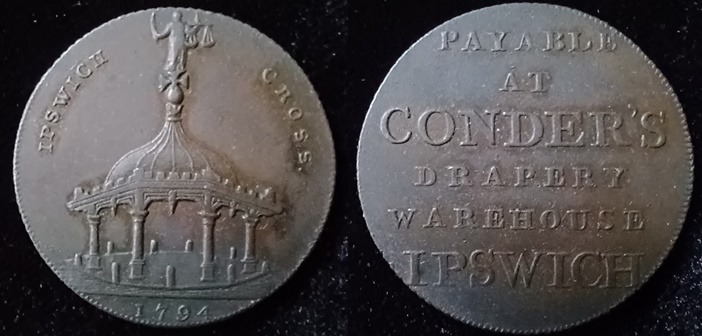 IPSWICH CROSS.
1794
PAYABLE
AT
CONDER'S
DRAPERY
WAREHOUSE
IPSWICH